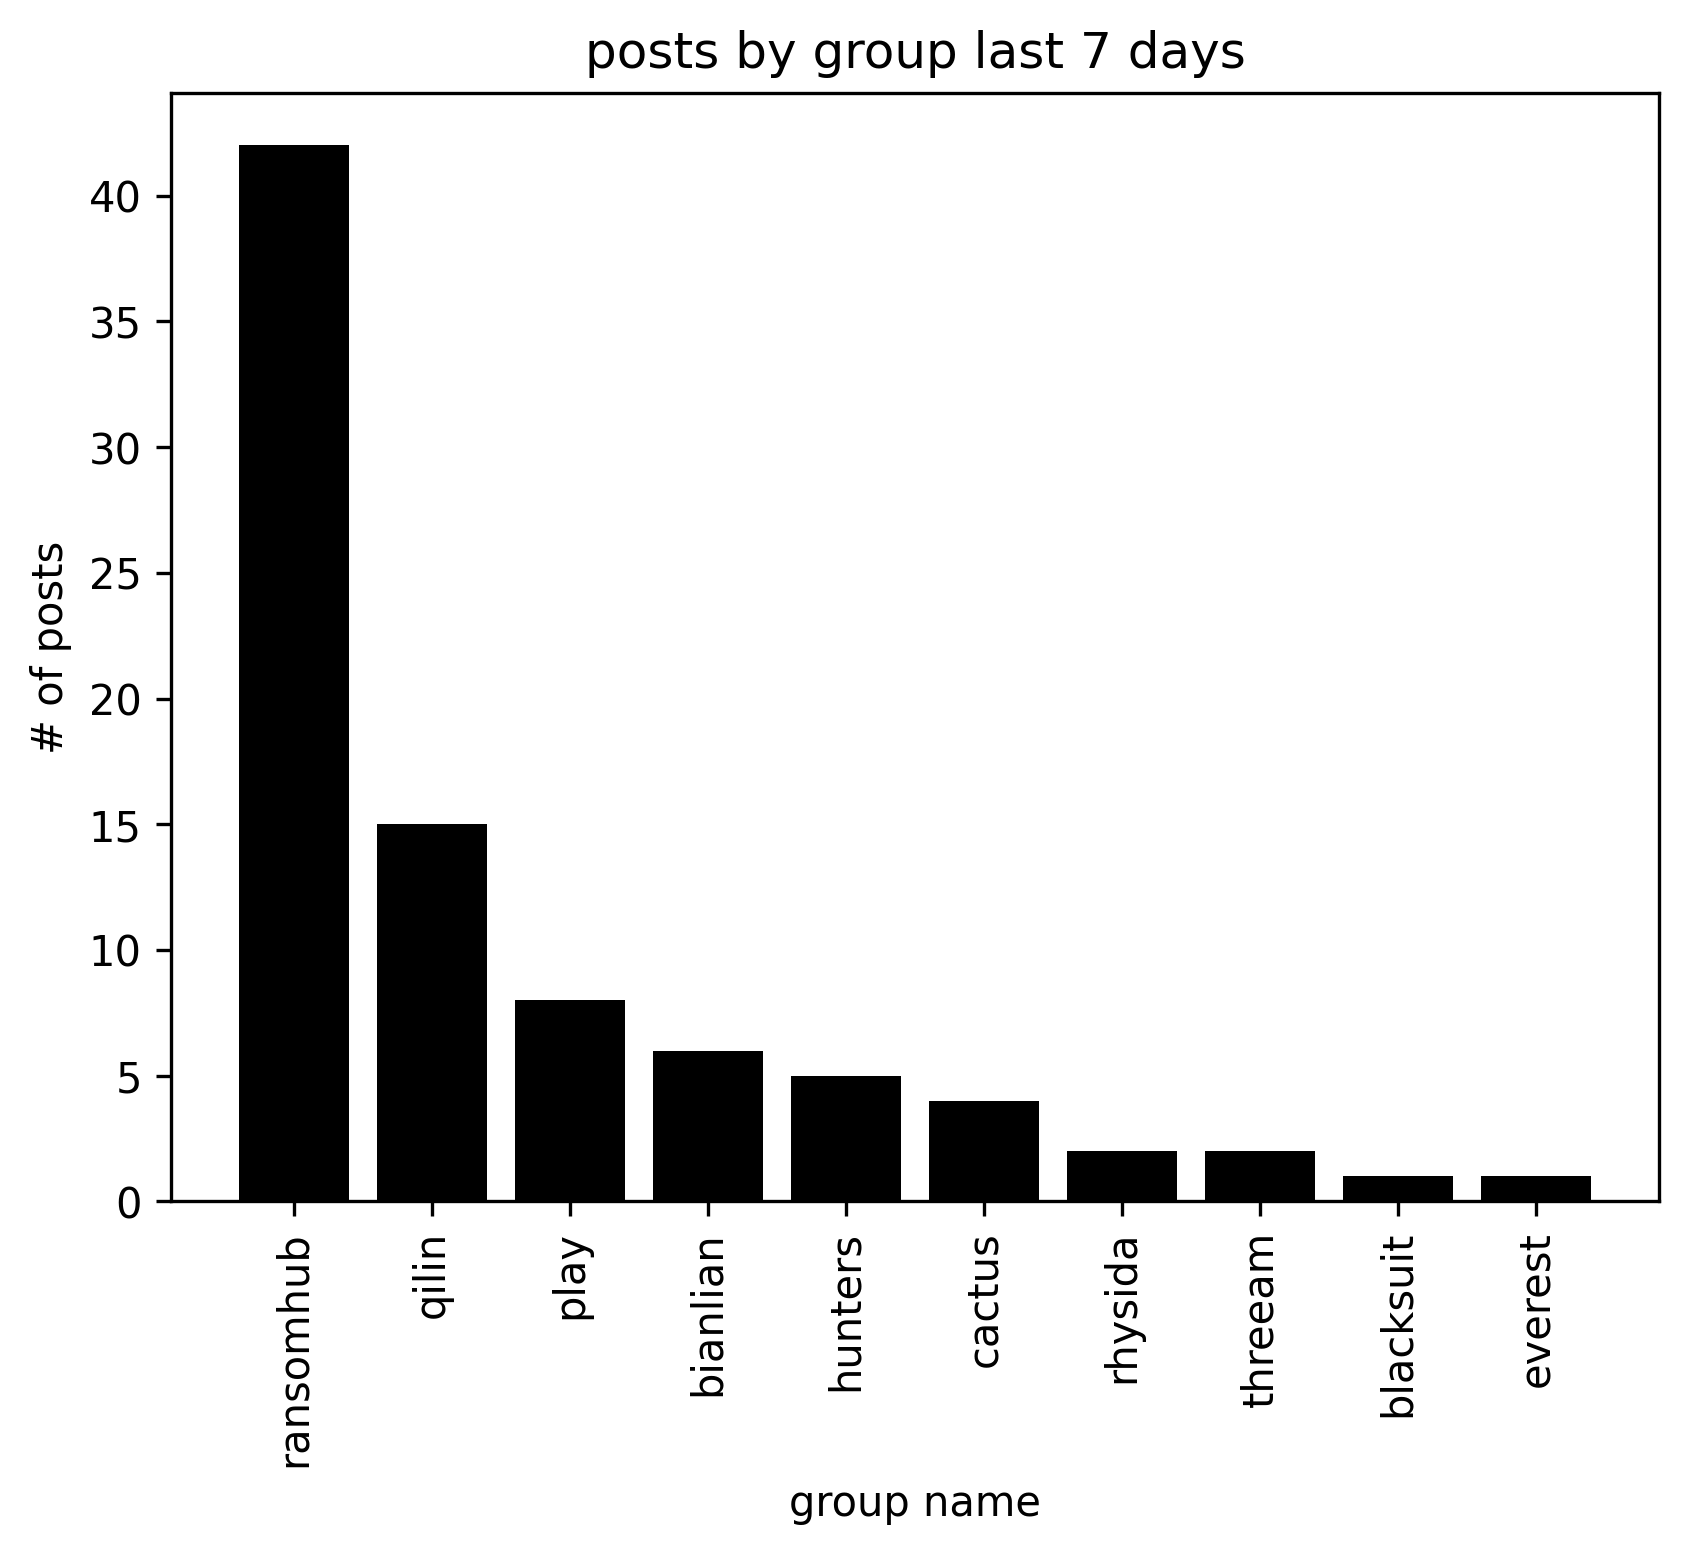 posts by group last 7 days
# of posts
40
35
30
25
20
15
10
5
0
ransomhub
qilin
play
bianlian
hunters
cactus
rhysida
threeam
blacksuit
everest
group name